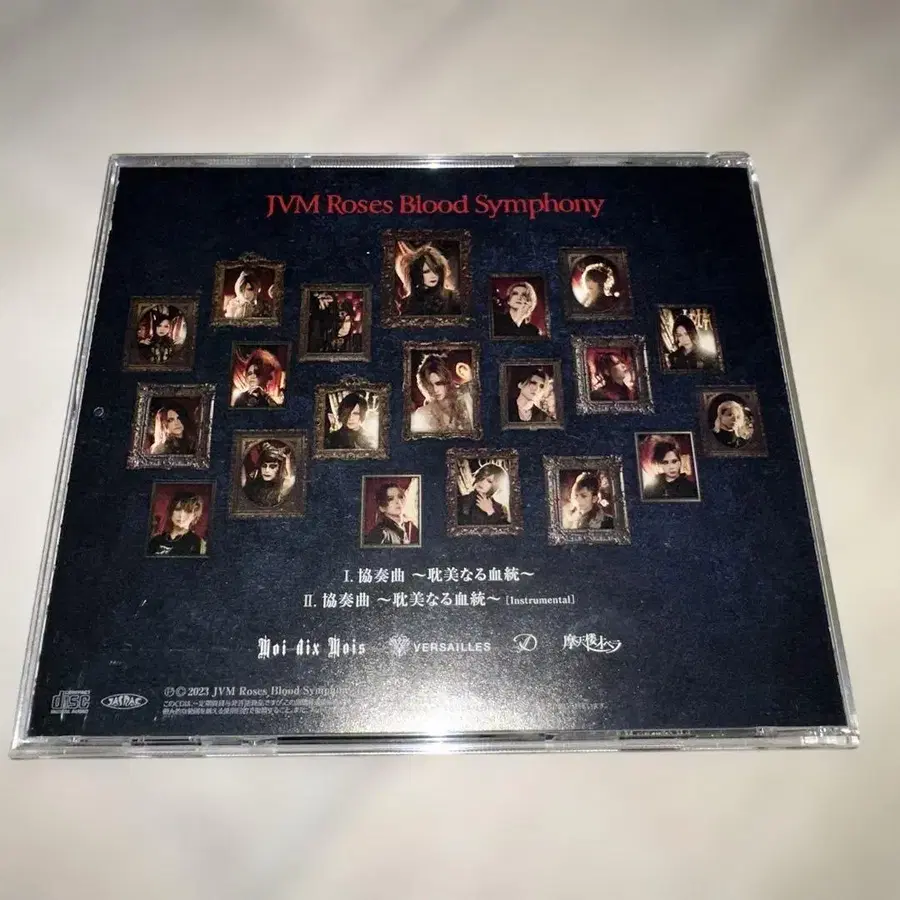 JVM Roses Blood Symphony
I. 協奏曲 〜耽美なる血統〜
II. 協奏曲 〜耽美なる血統〜 [Instrumental]
Moi dix Mois VERSAILLES D 摩天楼オペラ
disc JASRAC Ⓟ© 2023 JVM Roses Blood Symphony